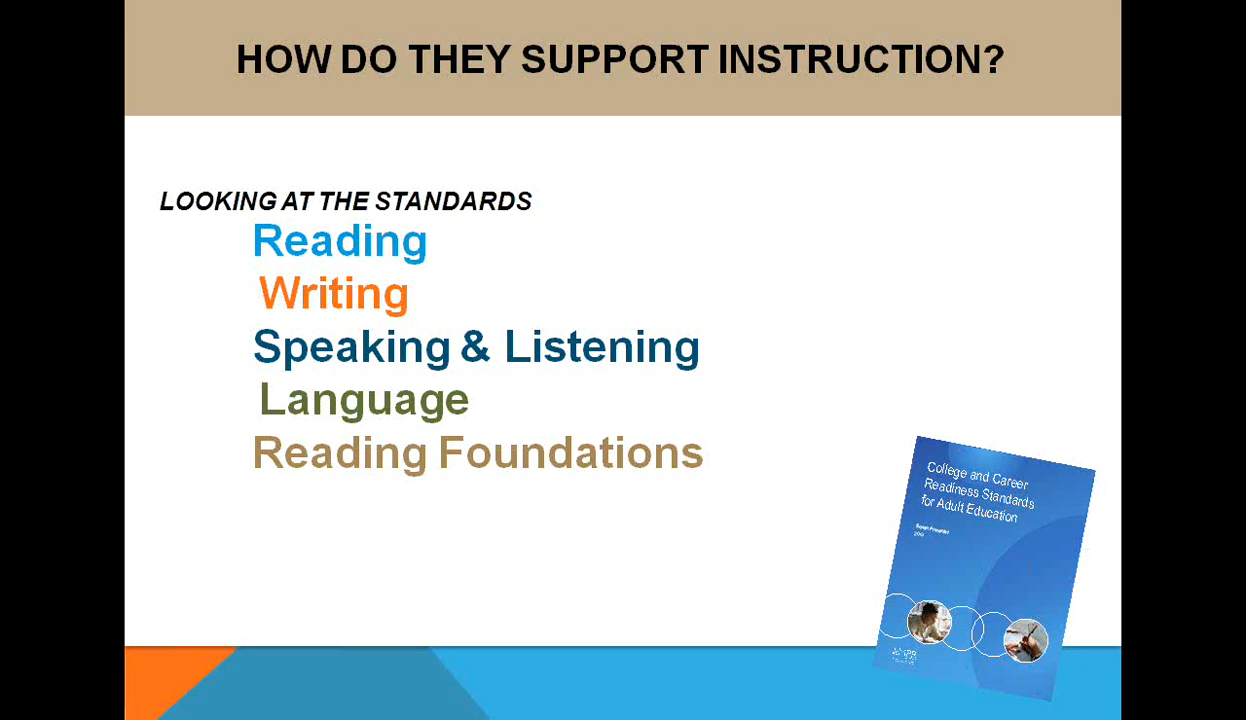 HOW DO THEY SUPPORT INSTRUCTION?
LOOKING AT THE STANDARDS
Reading
Writing
Speaking & Listening
Language
Reading Foundations
College and Career
Readiness Standards
for Adult Education